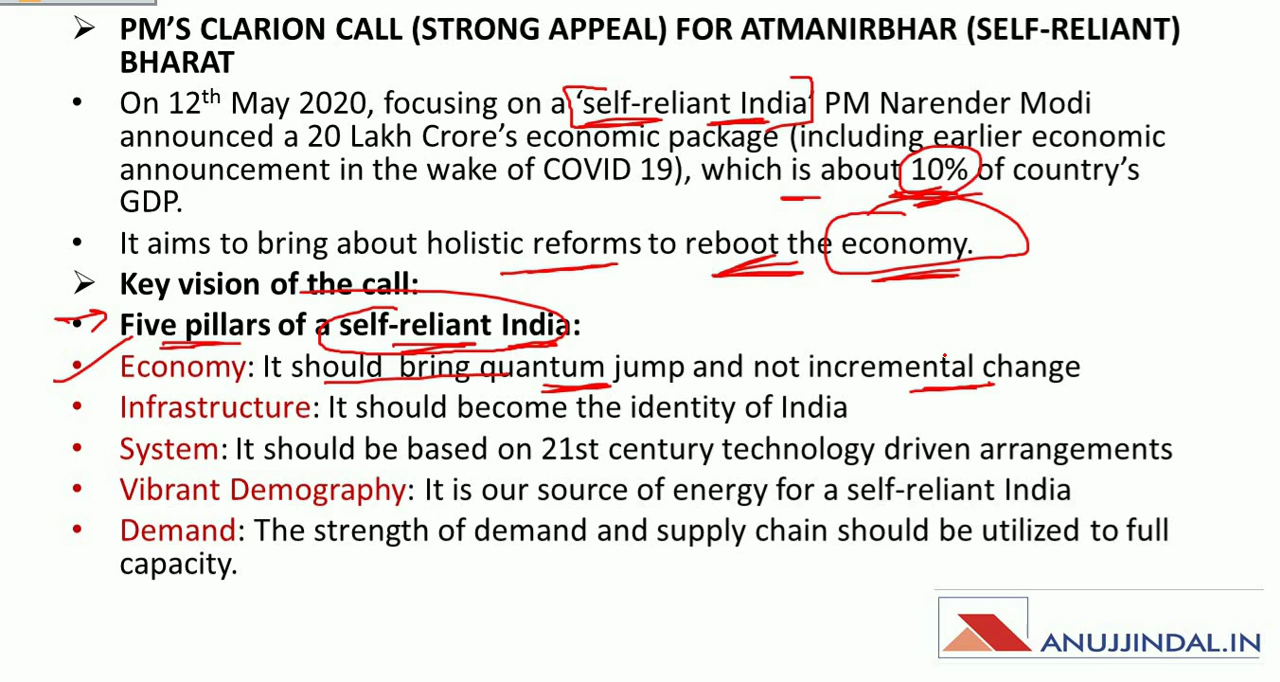 ➢ PM'S CLARION CALL (STRONG APPEAL) FOR ATMANIRBHAR (SELF-RELIANT)
BHARAT
• On 12th May 2020, focusing on a 'self-reliant India' PM Narender Modi
announced a 20 Lakh Crore's economic package (including earlier economic
announcement in the wake of COVID 19), which is about 10% of country's
GDP.
• It aims to bring about holistic reforms to reboot the economy.
➢ Key vision of the call:
• Five pillars of a self-reliant India:
• Economy: It should bring quantum jump and not incremental change
• Infrastructure: It should become the identity of India
• System: It should be based on 21st century technology driven arrangements
• Vibrant Demography: It is our source of energy for a self-reliant India
• Demand: The strength of demand and supply chain should be utilized to full
capacity.
ANUJJINDAL.IN